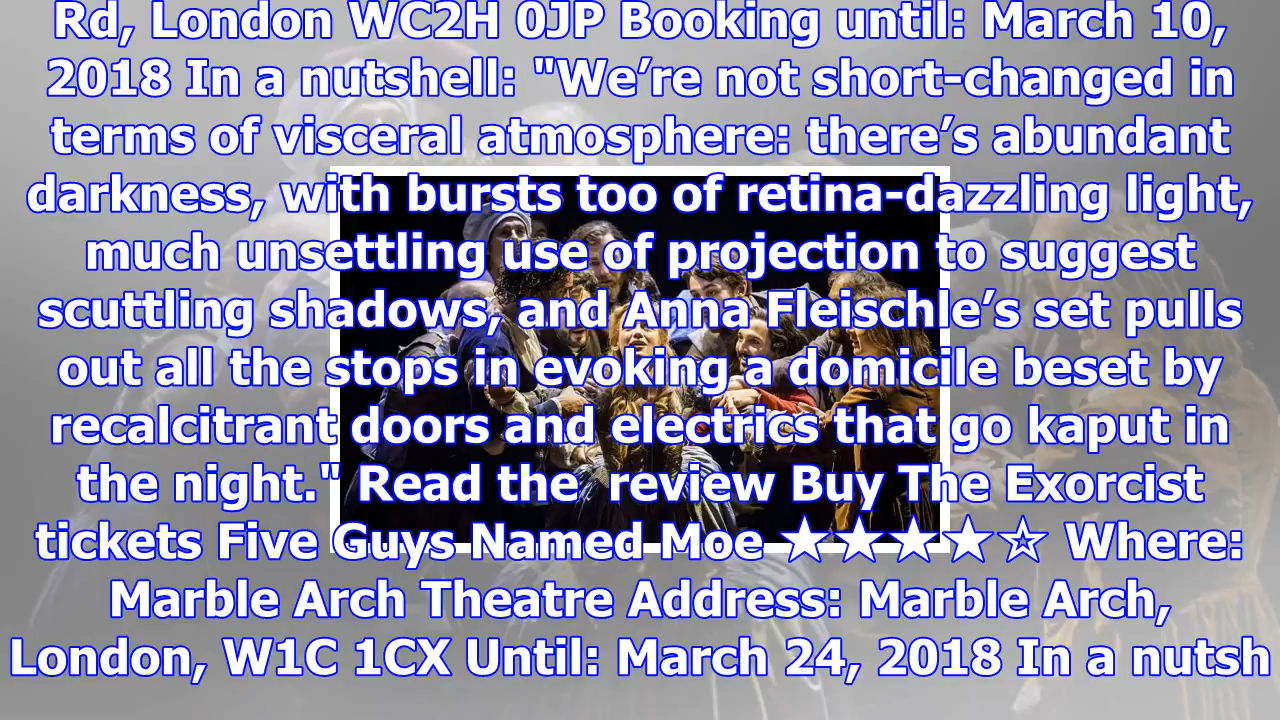 Rd, London WC2H 0JP Booking until: March 10,
2018 In a nutshell: "We’re not short-changed in
terms of visceral atmosphere: there’s abundant
darkness, with bursts too of retina-dazzling light,
much unsettling use of projection to suggest
scuttling shadows, and Anna Fleischle’s set pulls
out all the stops in evoking a domicile beset by
recalcitrant doors and electrics that go kaput in
the night." Read the  review Buy The Exorcist
tickets Five Guys Named Moe ★★★★☆ Where:
Marble Arch Theatre Address: Marble Arch,
London, W1C 1CX Until: March 24, 2018 In a nutsh